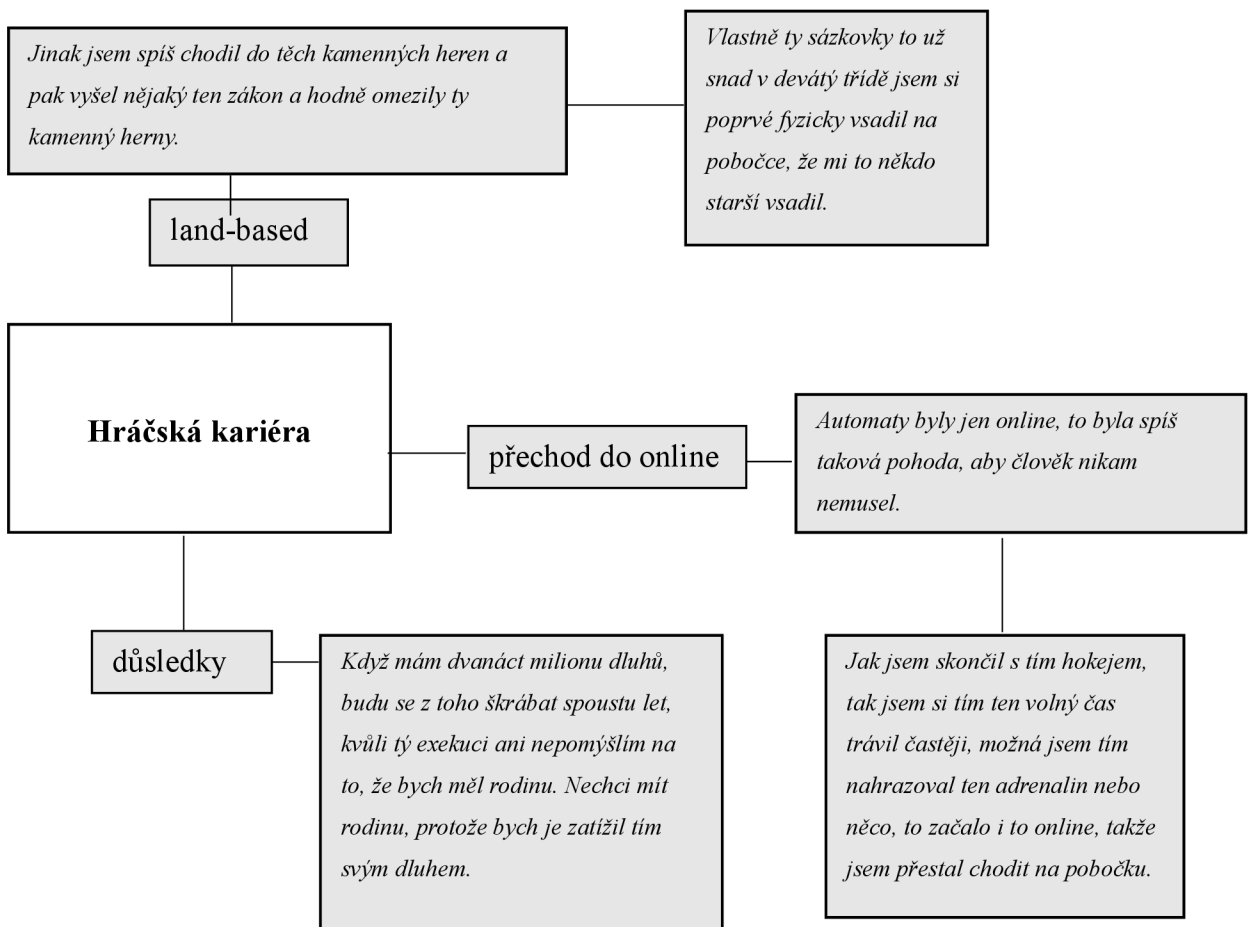 Jinak jsem spíš chodil do těch kamenných heren a
pak vyšel nějaký ten zákon a hodně omezily ty
kamenný herny.
Vlastně ty sázkovky to už
snad v devátý třídě jsem si
poprvé fyzicky vsadil na
pobočce, že mi to někdo
starší vsadil.
land-based
Hráčská kariéra
přechod do online
Automaty byly jen online, to byla spíš
taková pohoda, aby člověk nikam
nemusel.
důsledky
Když mám dvanáct milionu dluhů,
budu se z toho škrábat spoustu let,
kvůli tý exekuci ani nepomýšlím na
to, že bych měl rodinu. Nechci mít
rodinu, protože bych je zatížil tím
svým dluhem.
Jak jsem skončil s tím hokejem,
tak jsem si tím ten volný čas
trávil častěji, možná jsem tím
nahrazoval ten adrenalin nebo
něco, to začalo i to online, takže
jsem přestal chodit na pobočku.